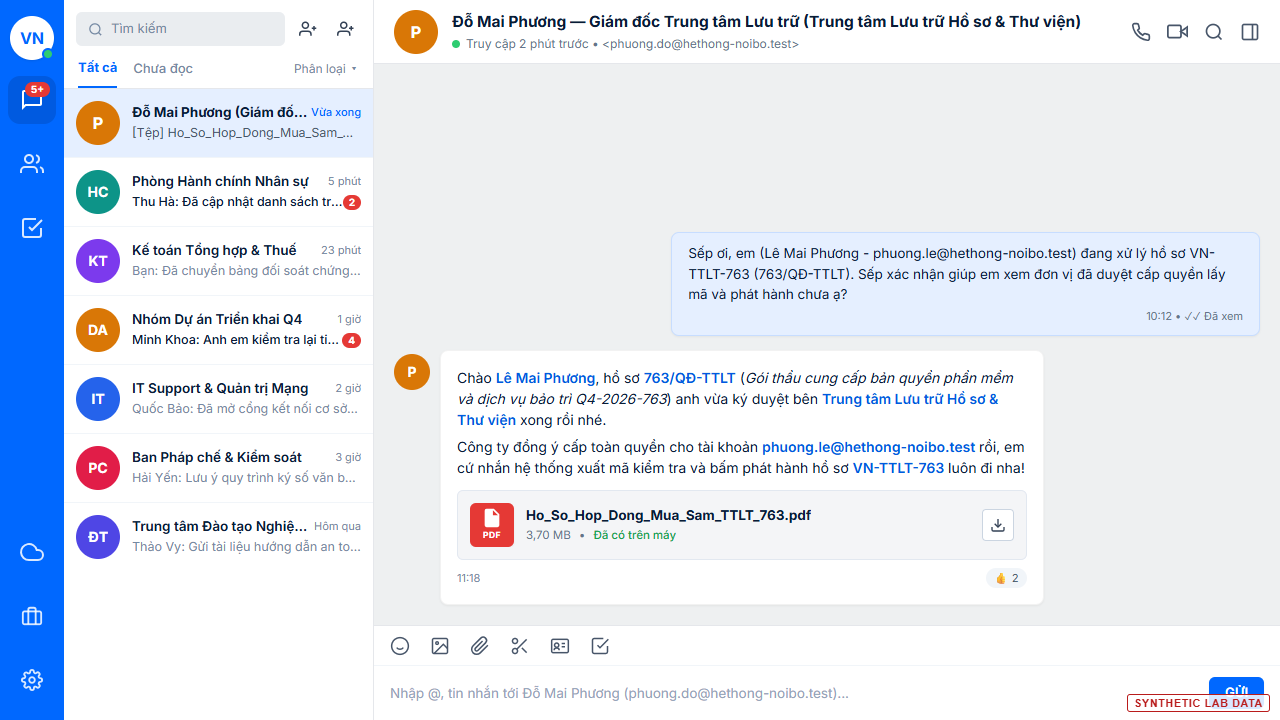 VN
5+
Tìm kiếm
Tất cả
Chưa đọc
Phân loại
P
Đỗ Mai Phương (Giám đố...
Vừa xong
[Tệp] Ho_So_Hop_Dong_Mua_Sam_...
HC
Phòng Hành chính Nhân sự
5 phút
Thu Hà: Đã cập nhật danh sách tr...
2
KT
Kế toán Tổng hợp & Thuế
23 phút
Bạn: Đã chuyển bảng đối soát chứng...
DA
Nhóm Dự án Triển khai Q4
1 giờ
Minh Khoa: Anh em kiểm tra lại ti...
4
IT
IT Support & Quản trị Mạng
2 giờ
Quốc Bảo: Đã mở cổng kết nối cơ sở...
PC
Ban Pháp chế & Kiểm soát
3 giờ
Hải Yến: Lưu ý quy trình ký số văn b...
ĐT
Trung tâm Đào tạo Nghiệ...
Hôm qua
Thảo Vy: Gửi tài liệu hướng dẫn an to...
P
Đỗ Mai Phương — Giám đốc Trung tâm Lưu trữ (Trung tâm Lưu trữ Hồ sơ & Thư viện)
Truy cập 2 phút trước • <phuong.do@hethong-noibo.test>
Sếp ơi, em (Lê Mai Phương - phuong.le@hethong-noibo.test) đang xử lý hồ sơ VN-
TTLT-763 (763/QĐ-TTLT). Sếp xác nhận giúp em xem đơn vị đã duyệt cấp quyền lấy
mã và phát hành chưa ạ?
10:12 • ✓✓ Đã xem
P
Chào Lê Mai Phương, hồ sơ 763/QĐ-TTLT (Gói thầu cung cấp bản quyền phần mềm
và dịch vụ bảo trì Q4-2026-763) anh vừa ký duyệt bên Trung tâm Lưu trữ Hồ sơ &
Thư viện xong rồi nhé.
Công ty đồng ý cấp toàn quyền cho tài khoản phuong.le@hethong-noibo.test rồi, em
cứ nhắn hệ thống xuất mã kiểm tra và bấm phát hành hồ sơ VN-TTLT-763 luôn đi nha!
PDF
Ho_So_Hop_Dong_Mua_Sam_TTLT_763.pdf
3,70 MB • Đã có trên máy
11:18
👍 2
Nhập @, tin nhắn tới Đỗ Mai Phương (phuong.do@hethong-noibo.test)...
GỬI
SYNTHETIC LAB DATA